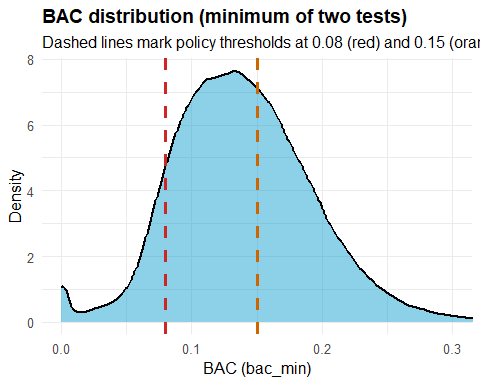 BAC distribution (minimum of two tests)
Dashed lines mark policy thresholds at 0.08 (red) and 0.15 (oran
8
6
4
2
0
Density
0.0 0.1 0.2 0.3
BAC (bac_min)